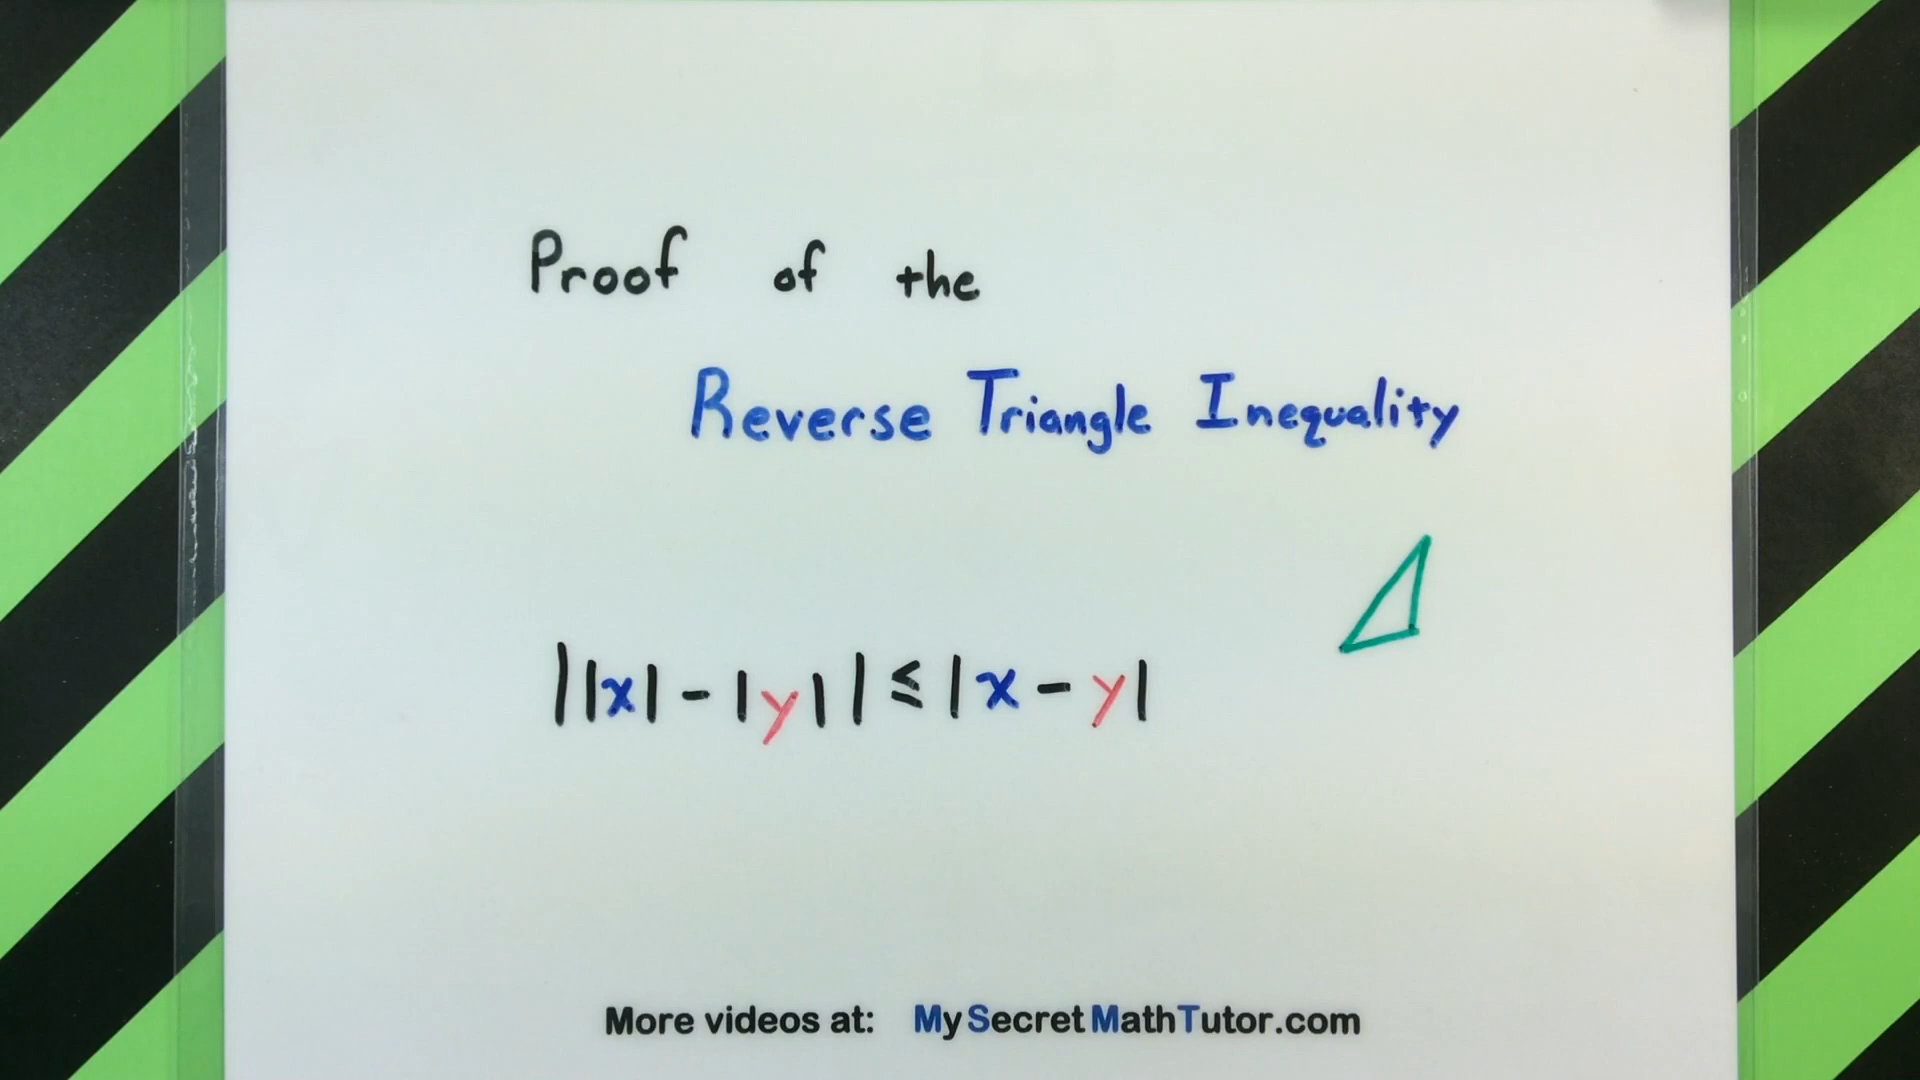 Proof of the
Reverse Triangle Inequality
||x| - |y|| ≤ |x - y|
More videos at: MySecretMathTutor.com